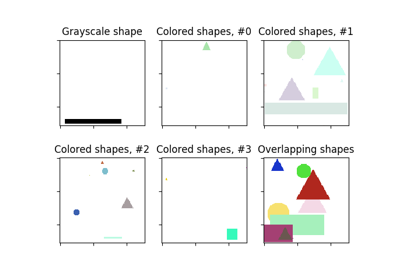 Grayscale shape
Colored shapes, #0
Colored shapes, #1
Colored shapes, #2
Colored shapes, #3
Overlapping shapes